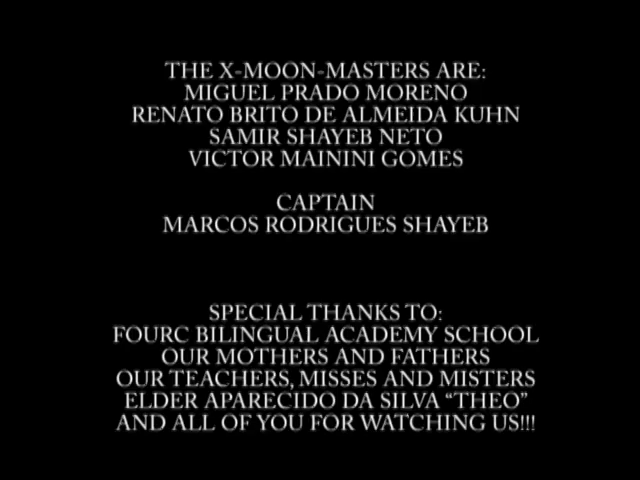 THE X-MOON-MASTERS ARE:
MIGUEL PRADO MORENO
RENATO BRITO DE ALMEIDA KUHN
SAMIR SHAYEB NETO
VICTOR MAININI GOMES
CAPTAIN
MARCOS RODRIGUES SHAYEB
SPECIAL THANKS TO:
FOURC BILINGUAL ACADEMY SCHOOL
OUR MOTHERS AND FATHERS
OUR TEACHERS, MISSES AND MISTERS
ELDER APARECIDO DA SILVA “THEO”
AND ALL OF YOU FOR WATCHING US!!!